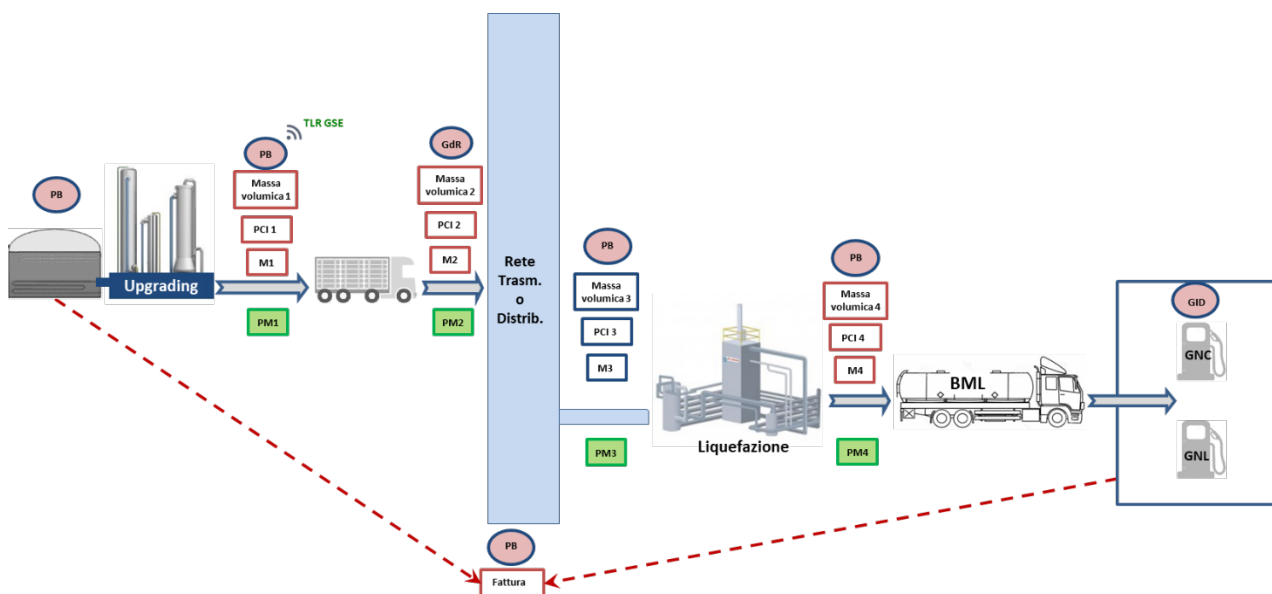 TLR GSE
PB
PB
Massa
volumica 1
PCI 1
M1
Upgrading
PM1
GdR
Massa
volumica 2
PCI 2
M2
PM2
Rete
Trasm.
o
Distrib.
PB
Massa
volumica 3
PCI 3
M3
PM3
Liquefazione
PB
Massa
volumica 4
PCI 4
M4
PM4
BML
GID
GNC
GNL
PB
Fattura